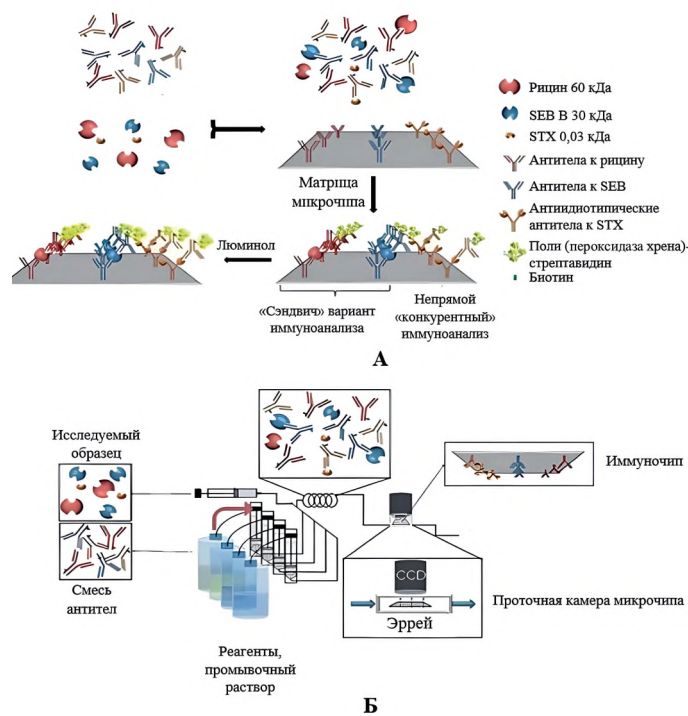 Рицин 60 кДа
SEB В 30 кДа
STX 0,03 кДа
Антитела к рицину
Антитела к SEB
Антиидиотипические
антитела к STX
Поли (пероксидаза хрена)-
стрептавидин
Биотин
Матрица
микрочипа
Люминол
«Сэндвич» вариант
иммуноанализа
Непрямой
«конкурентный»
иммуноанализ
А
Исследуемый
образец
Смесь
антител
Реагенты,
промывочный
раствор
Иммуночип
CCD
Эррей
Проточная камера микрочипа
Б